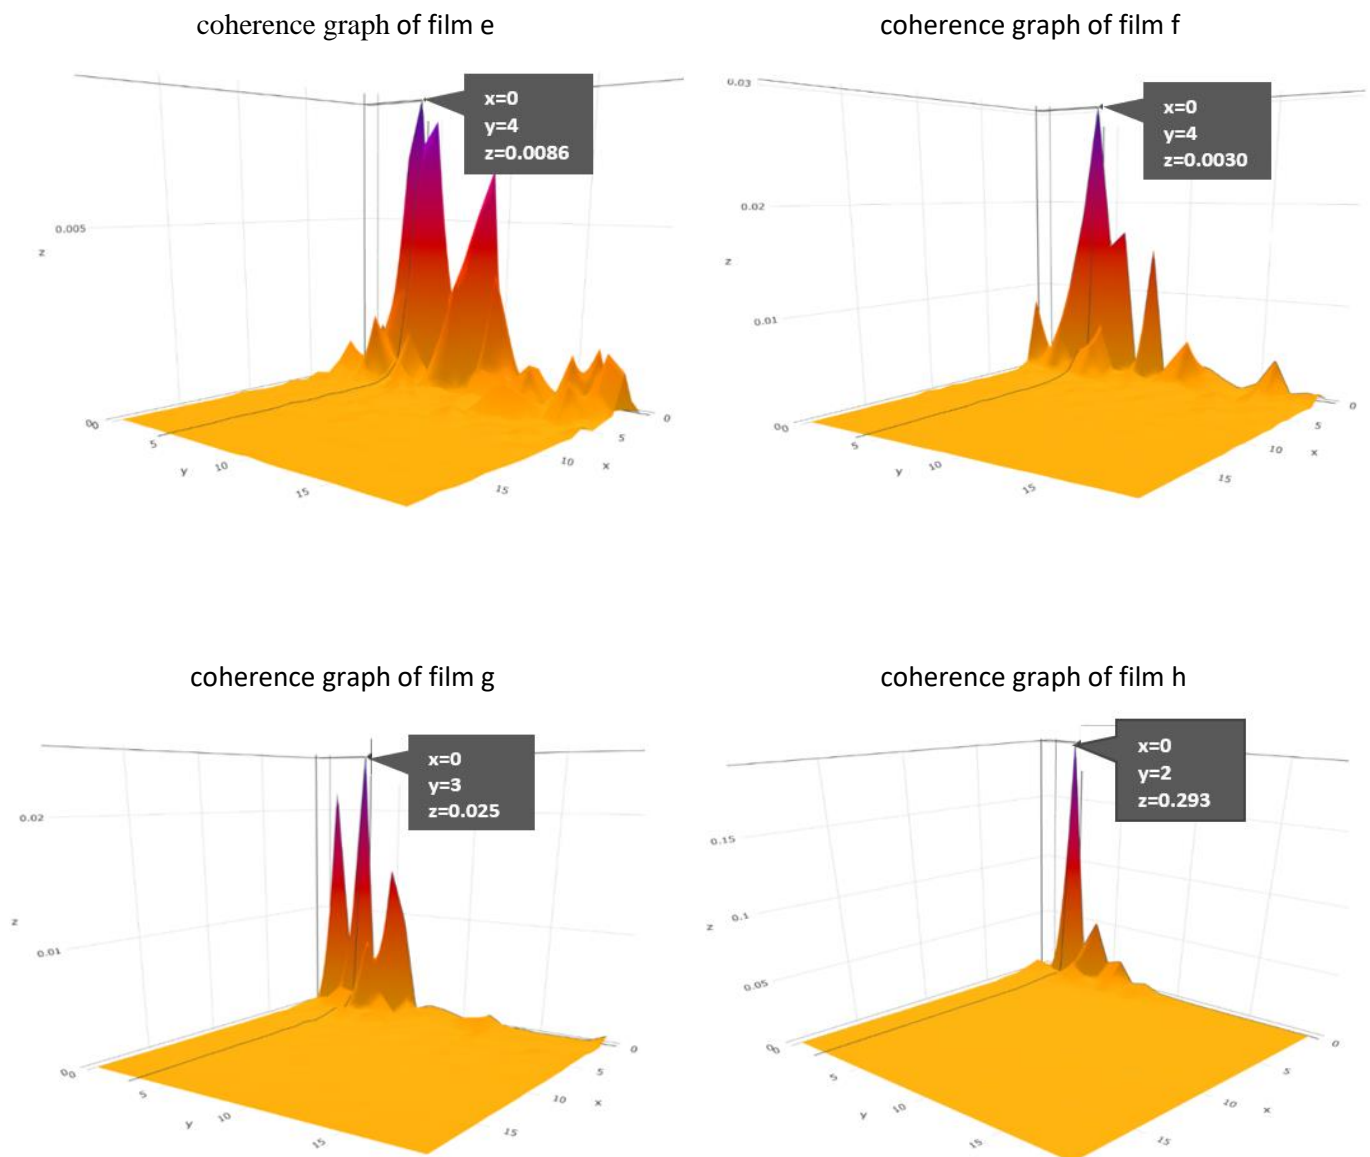 coherence graph of film e
x=0
y=4
z=0.0086
0.005
z
0
0
5
y
10
15
15
10
x
5
0
coherence graph of film f
x=0
y=4
z=0.0030
0.03
0.02
z
0.01
0
0
5
y
10
15
15
10
x
5
0
coherence graph of film g
x=0
y=3
z=0.025
0.02
z
0.01
0
0
5
y
10
15
15
10
x
5
0
coherence graph of film h
x=0
y=2
z=0.293
0.15
0.1
z
0.05
0
0
5
y
10
15
15
10
x
5
0